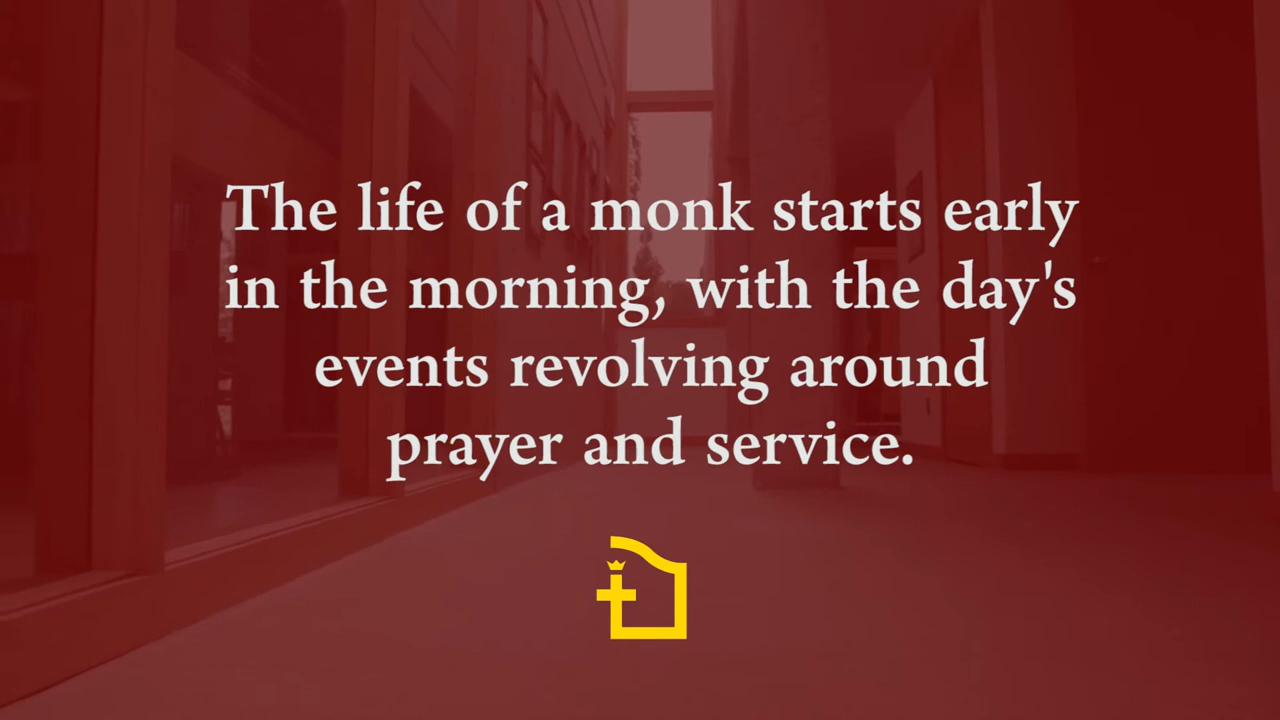 The life of a monk starts early
in the morning, with the day's
events revolving around
prayer and service.